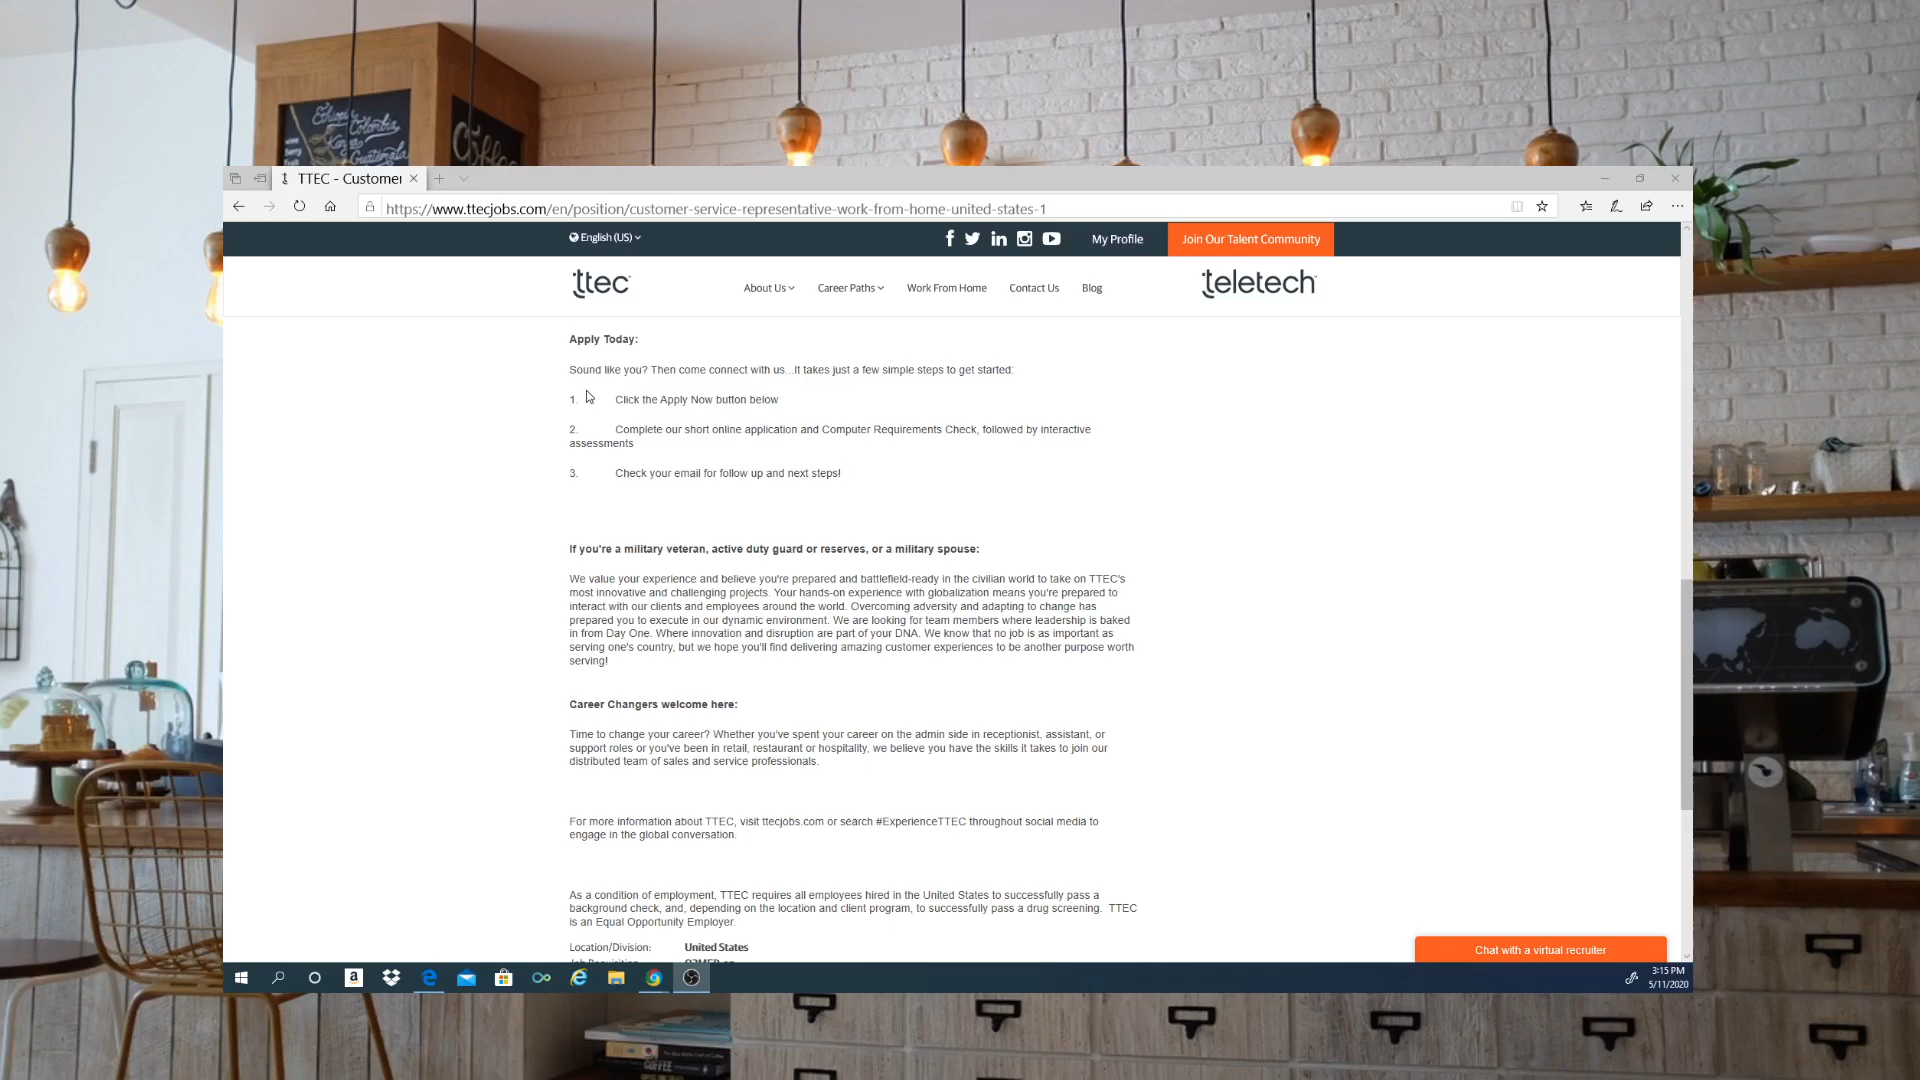 Ethiopia
Colombia
Kenya
Guatemala
Coffee
TTEC - Customer
https://www.ttecjobs.com/en/position/customer-service-representative-work-from-home-united-states-1
English (US)
My Profile
Join Our Talent Community
ttec
About Us
Career Paths
Work From Home
Contact Us
Blog
teletech
Apply Today:
Sound like you? Then come connect with us...It takes just a few simple steps to get started:
1. Click the Apply Now button below
2. Complete our short online application and Computer Requirements Check, followed by interactive
assessments
3. Check your email for follow up and next steps!
If you're a military veteran, active duty guard or reserves, or a military spouse:
We value your experience and believe you're prepared and battlefield-ready in the civilian world to take on TTEC's
most innovative and challenging projects. Your hands-on experience with globalization means you're prepared to
interact with our clients and employees around the world. Overcoming adversity and adapting to change has
prepared you to execute in our dynamic environment. We are looking for team members where leadership is baked
in from Day One. Where innovation and disruption are part of your DNA. We know that no job is as important as
serving one's country, but we hope you'll find delivering amazing customer experiences to be another purpose worth
serving!
Career Changers welcome here:
Time to change your career? Whether you've spent your career on the admin side in receptionist, assistant, or
support roles or you've been in retail, restaurant or hospitality, we believe you have the skills it takes to join our
distributed team of sales and service professionals.
For more information about TTEC, visit ttecjobs.com or search #ExperienceTTEC throughout social media to
engage in the global conversation.
As a condition of employment, TTEC requires all employees hired in the United States to successfully pass a
background check, and, depending on the location and client program, to successfully pass a drug screening. TTEC
is an Equal Opportunity Employer.
Location/Division: United States
Chat with a virtual recruiter
3:15 PM
5/11/2020
COFFEE